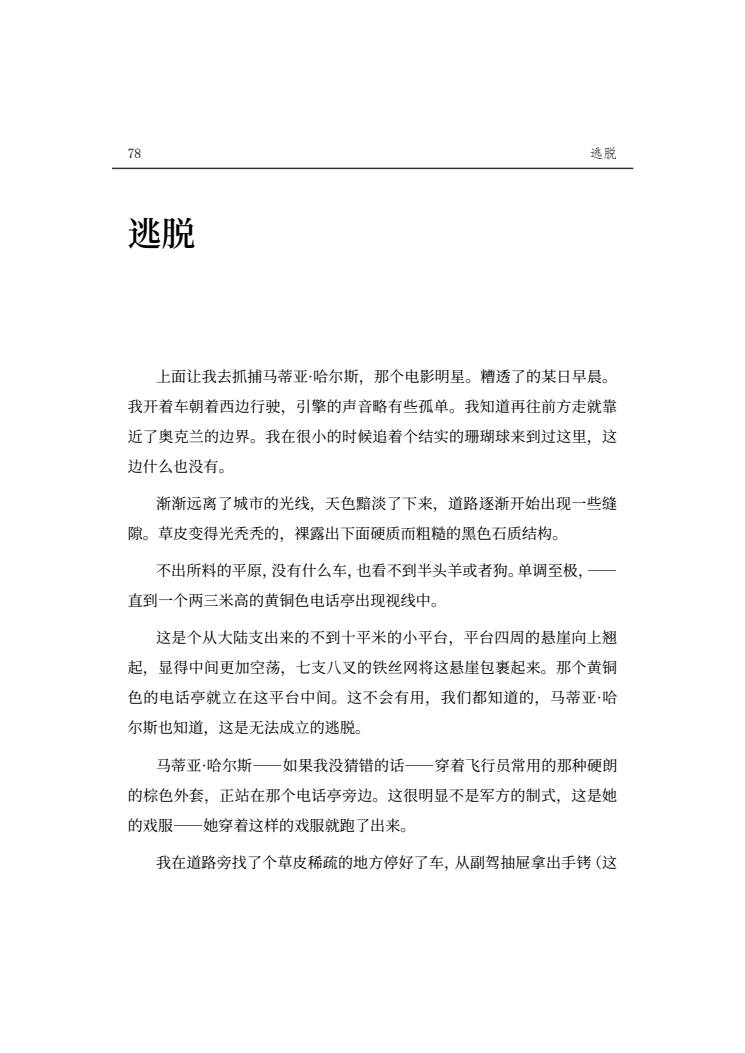 78 逃脱
逃脱
上面让我去抓捕马蒂亚·哈尔斯，那个电影明星。糟透了的某日早晨。
我开着车朝着西边行驶，引擎的声音略有些孤单。我知道再往前方走就靠
近了奥克兰的边界。我在很小的时候追着个结实的珊瑚球来到过这里，这
边什么也没有。
渐渐远离了城市的光线，天色黯淡了下来，道路逐渐开始出现一些缝
隙。草皮变得光秃秃的，裸露出下面硬质而粗糙的黑色石质结构。
不出所料的平原，没有什么车，也看不到半头羊或者狗。单调至极，——
直到一个两三米高的黄铜色电话亭出现视线中。
这是个从大陆支出来的不到十平米的小平台，平台四周的悬崖向上翘
起，显得中间更加空荡，七支八叉的铁丝网将这悬崖包裹起来。那个黄铜
色的电话亭就立在这平台中间。这不会有用，我们都知道的，马蒂亚·哈
尔斯也知道，这是无法成立的逃脱。
马蒂亚·哈尔斯——如果我没猜错的话——穿着飞行员常用的那种硬朗
的棕色外套，正站在那个电话亭旁边。这很明显不是军方的制式，这是她
的戏服——她穿着这样的戏服就跑了出来。
我在道路旁找了个草皮稀疏的地方停好了车，从副驾抽屉拿出手铐（这